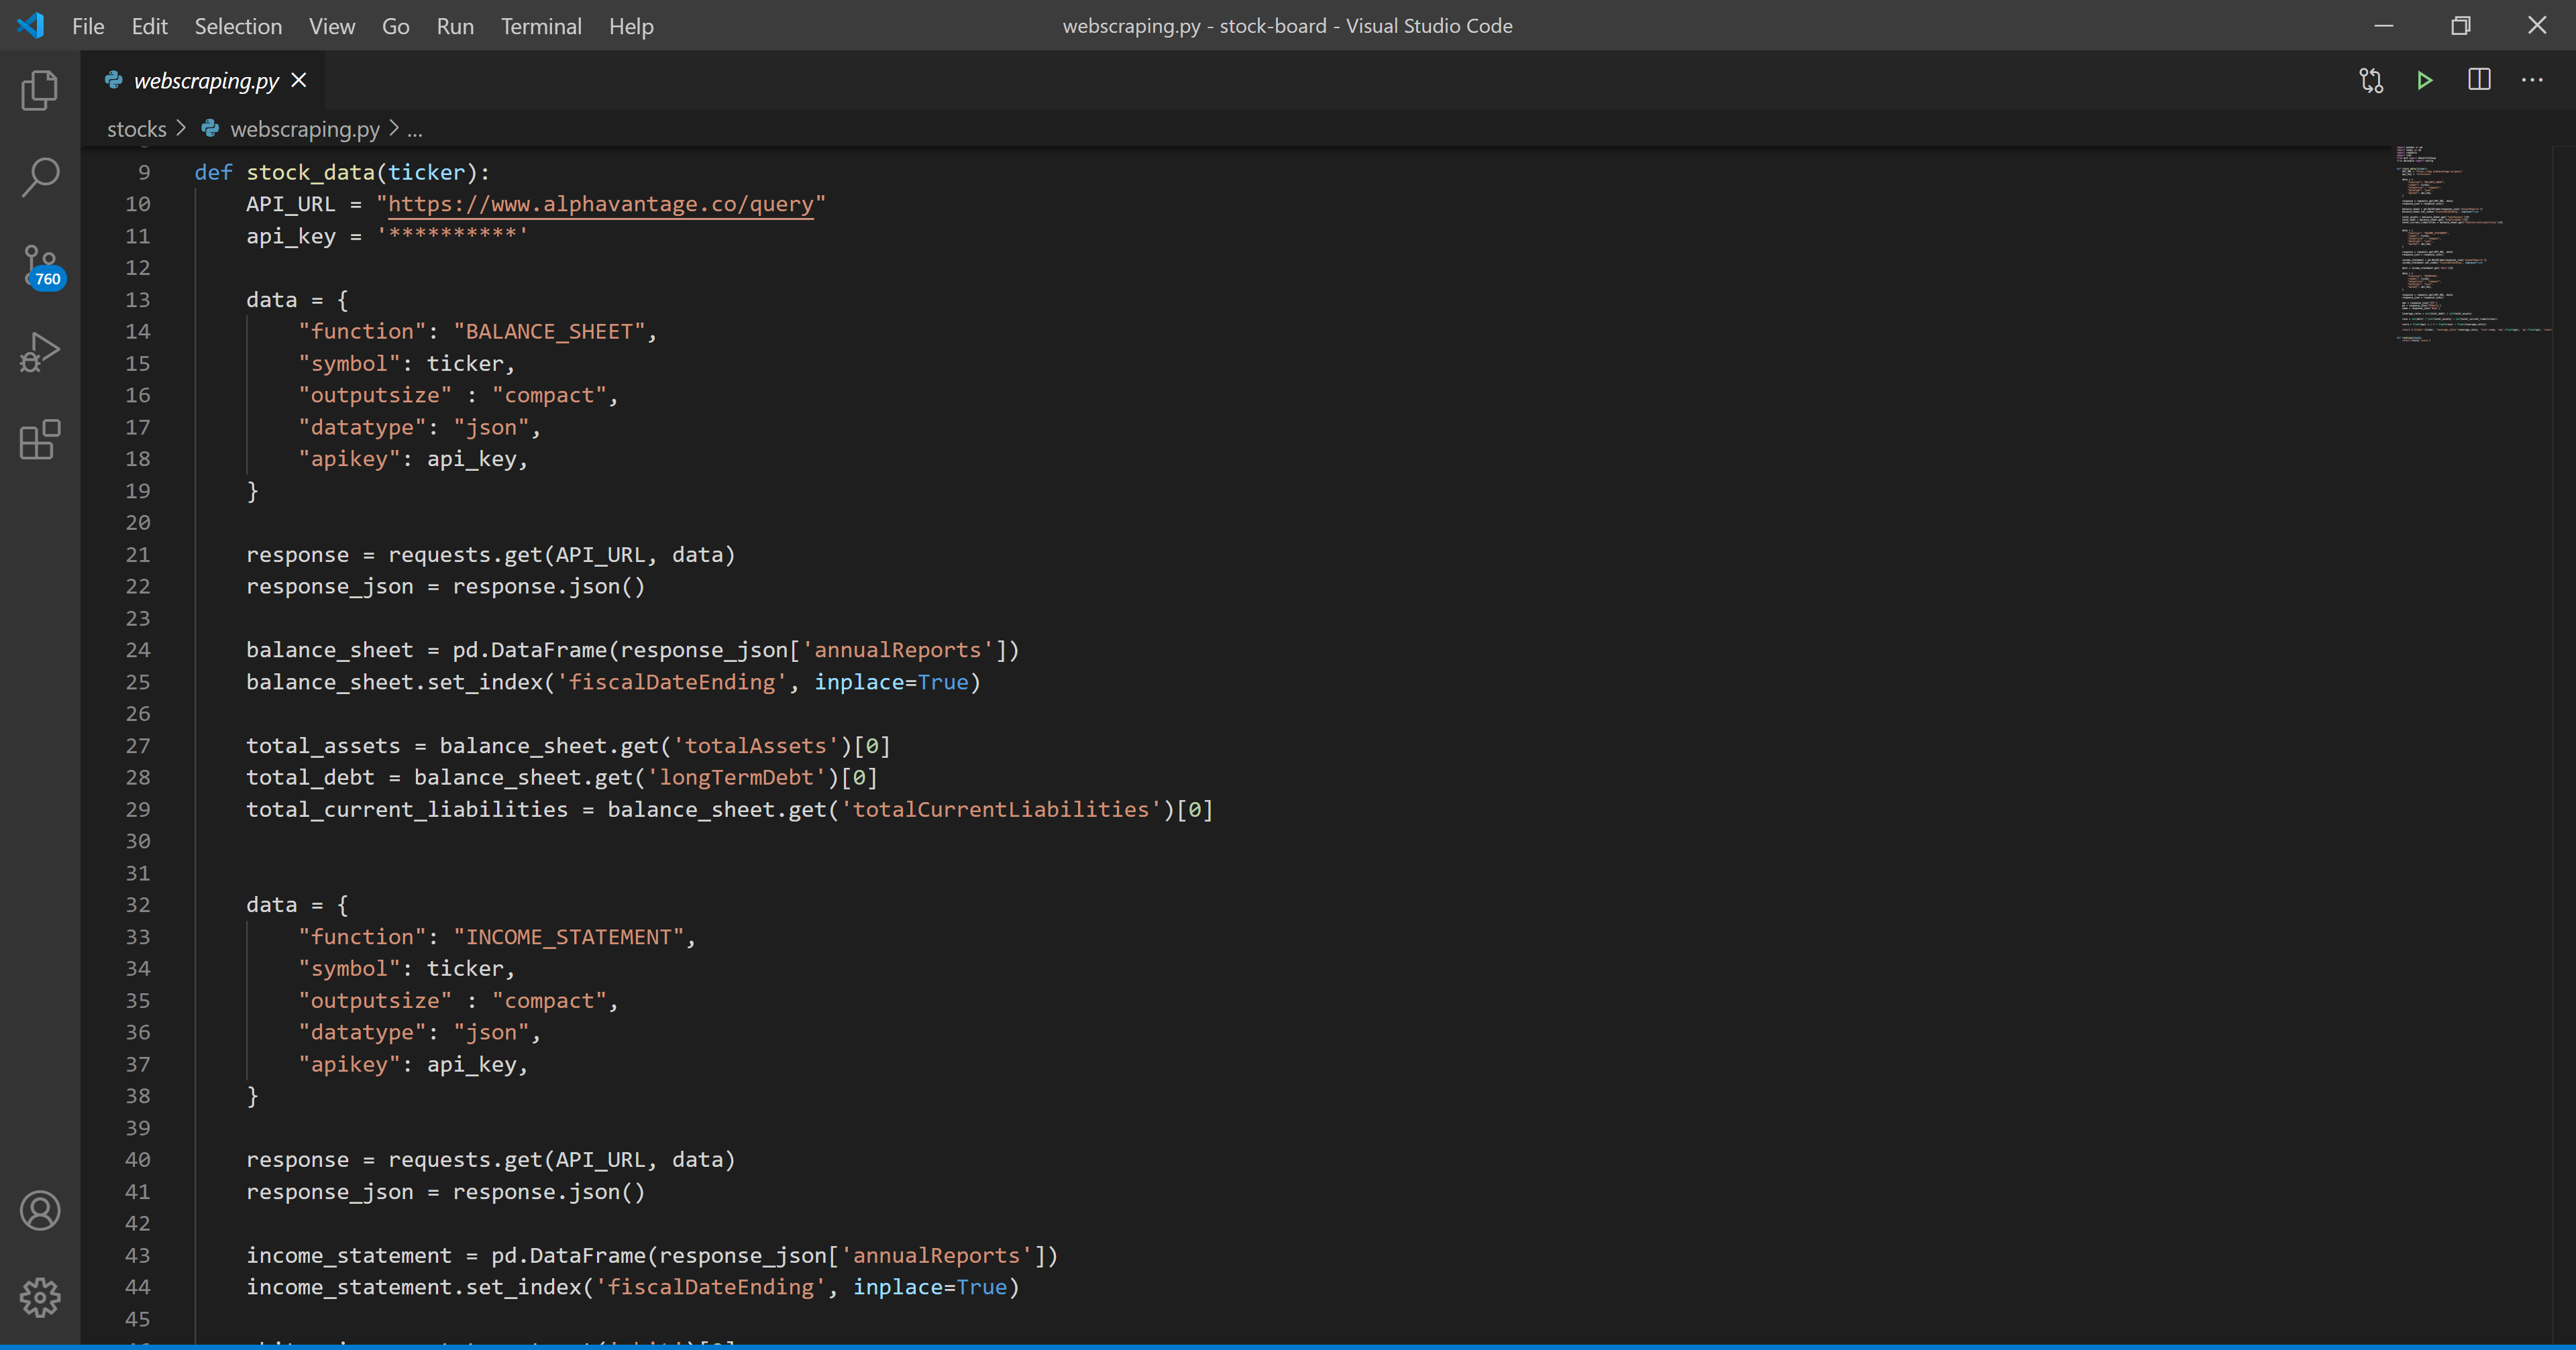 File Edit Selection View Go Run Terminal Help webscraping.py - stock-board - Visual Studio Code
webscraping.py
stocks > webscraping.py > ...
760
9 def stock_data(ticker):
10 API_URL = "https://www.alphavantage.co/query"
11 api_key = '**********'
12
13 data = {
14 "function": "BALANCE_SHEET",
15 "symbol": ticker,
16 "outputsize" : "compact",
17 "datatype": "json",
18 "apikey": api_key,
19 }
20
21 response = requests.get(API_URL, data)
22 response_json = response.json()
23
24 balance_sheet = pd.DataFrame(response_json['annualReports'])
25 balance_sheet.set_index('fiscalDateEnding', inplace=True)
26
27 total_assets = balance_sheet.get('totalAssets')[0]
28 total_debt = balance_sheet.get('longTermDebt')[0]
29 total_current_liabilities = balance_sheet.get('totalCurrentLiabilities')[0]
30
31
32 data = {
33 "function": "INCOME_STATEMENT",
34 "symbol": ticker,
35 "outputsize" : "compact",
36 "datatype": "json",
37 "apikey": api_key,
38 }
39
40 response = requests.get(API_URL, data)
41 response_json = response.json()
42
43 income_statement = pd.DataFrame(response_json['annualReports'])
44 income_statement.set_index('fiscalDateEnding', inplace=True)
45